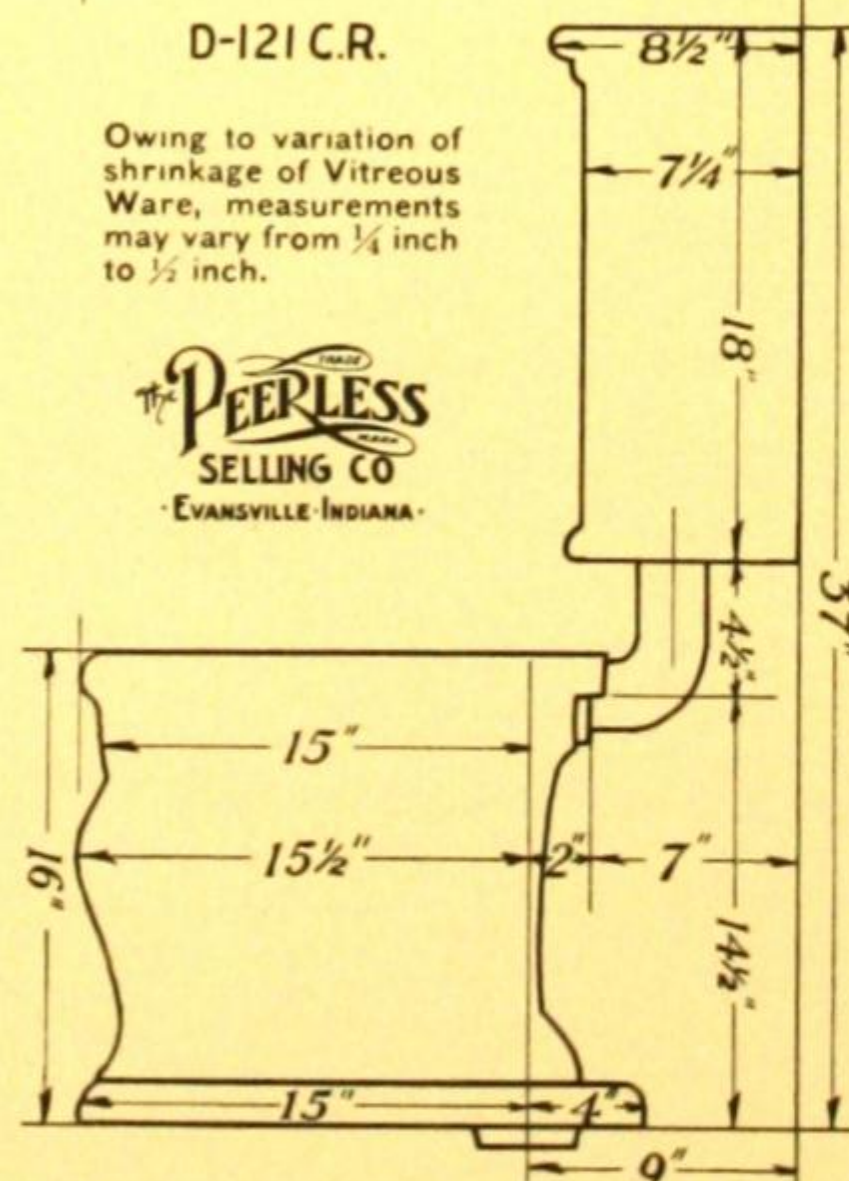 D-121 C.R.
Owing to variation of
shrinkage of Vitreous
Ware, measurements
may vary from ¼ inch
to ½ inch.
The PEERLESS
TRADE
MARK
SELLING CO
· EVANSVILLE · INDIANA ·
8½"
7¼"
18"
37"
4½"
15"
15½"
2"
7"
16"
14½"
15"
4"
9"